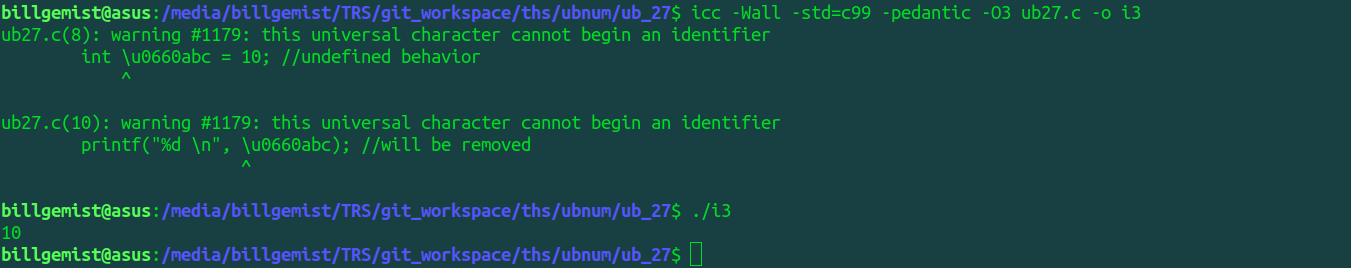 billgemist@asus:/media/billgemist/TRS/git_workspace/ths/ubnum/ub_27$ icc -Wall -std=c99 -pedantic -O3 ub27.c -o i3
ub27.c(8): warning #1179: this universal character cannot begin an identifier
        int \u0660abc = 10; //undefined behavior
            ^

ub27.c(10): warning #1179: this universal character cannot begin an identifier
        printf("%d \n", \u0660abc); //will be removed
                        ^

billgemist@asus:/media/billgemist/TRS/git_workspace/ths/ubnum/ub_27$ ./i3
10
billgemist@asus:/media/billgemist/TRS/git_workspace/ths/ubnum/ub_27$